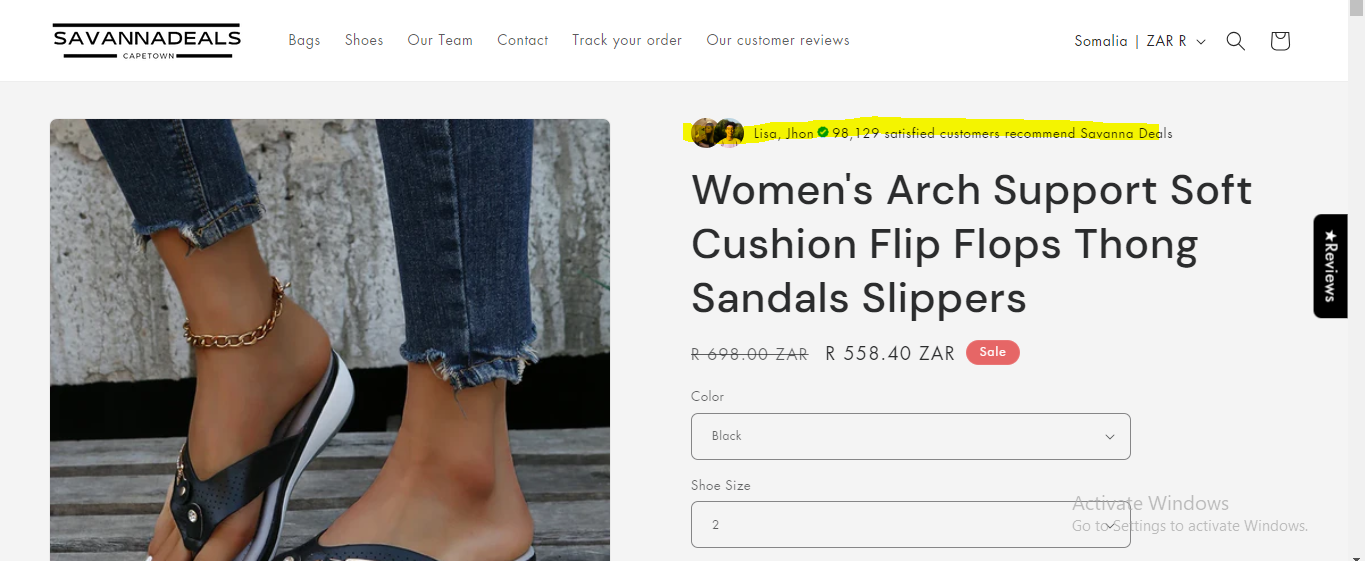 SAVANNADEALS
CAPETOWN
Bags Shoes Our Team Contact Track your order Our customer reviews
Somalia | ZAR R
Lisa, Jhon 98,129 satisfied customers recommend Savanna Deals
Women's Arch Support Soft
Cushion Flip Flops Thong
Sandals Slippers
R 698.00 ZAR R 558.40 ZAR Sale
★Reviews
Color
Black
Shoe Size
2
Activate Windows
Go to Settings to activate Windows.